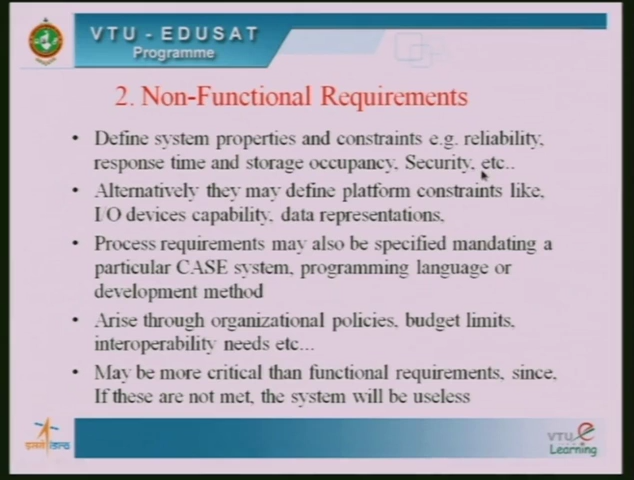 VTU - EDUSAT
Programme
2. Non-Functional Requirements
• Define system properties and constraints e.g. reliability,
response time and storage occupancy, Security, etc..
• Alternatively they may define platform constraints like,
I/O devices capability, data representations,
• Process requirements may also be specified mandating a
particular CASE system, programming language or
development method
• Arise through organizational policies, budget limits,
interoperability needs etc...
• May be more critical than functional requirements, since,
If these are not met, the system will be useless
इसरो isro
VTU e
Learning